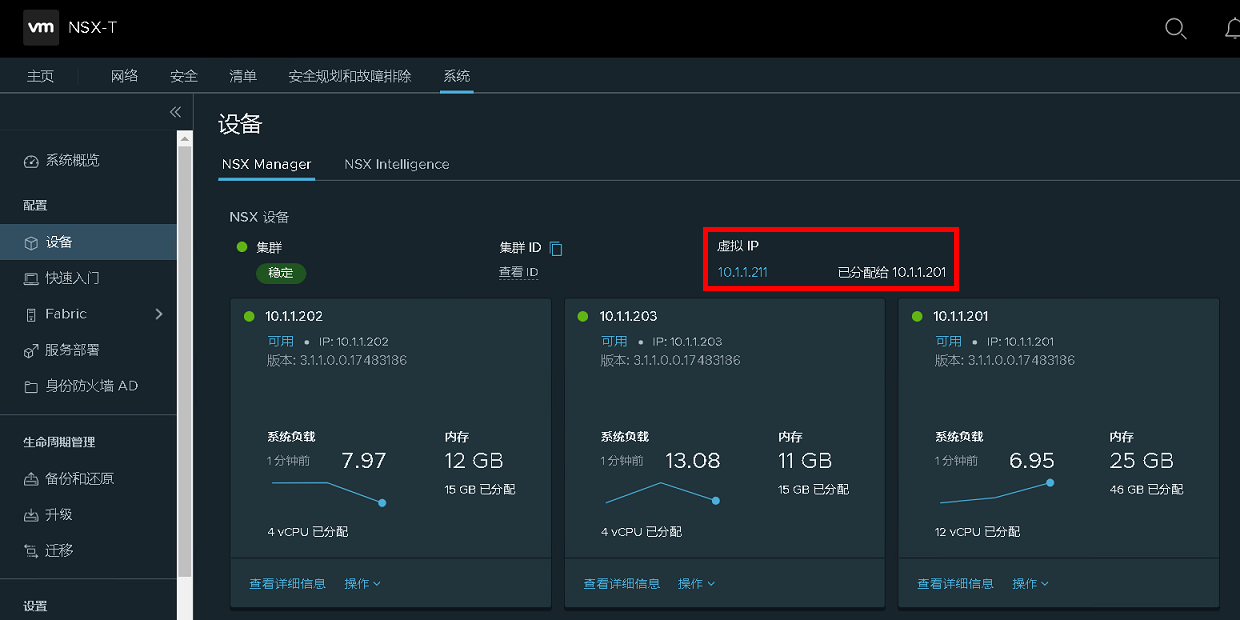 vm NSX-T
主页 网络 安全 清单 安全规划和故障排除 系统
系统概览
配置
设备
快速入门
Fabric
服务部署
身份防火墙 AD
生命周期管理
备份和还原
升级
迁移
设置
设备
NSX Manager NSX Intelligence
NSX 设备
集群 集群 ID 虚拟 IP
稳定 查看 ID 10.1.1.211 已分配给 10.1.1.201
10.1.1.202
可用 • IP: 10.1.1.202
版本: 3.1.1.0.0.17483186
系统负载 内存
1 分钟前 7.97 12 GB
15 GB 已分配
4 vCPU 已分配
查看详细信息 操作
10.1.1.203
可用 • IP: 10.1.1.203
版本: 3.1.1.0.0.17483186
系统负载 内存
1 分钟前 13.08 11 GB
15 GB 已分配
4 vCPU 已分配
查看详细信息 操作
10.1.1.201
可用 • IP: 10.1.1.201
版本: 3.1.1.0.0.17483186
系统负载 内存
1 分钟前 6.95 25 GB
46 GB 已分配
12 vCPU 已分配
查看详细信息 操作